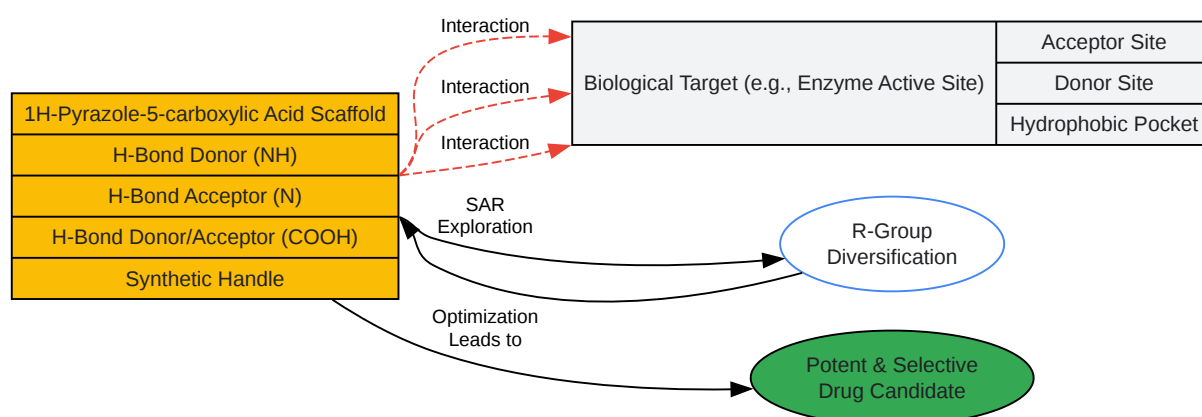 1H-Pyrazole-5-carboxylic Acid Scaffold
H-Bond Donor (NH)
H-Bond Acceptor (N)
H-Bond Donor/Acceptor (COOH)
Synthetic Handle
Interaction
Interaction
Interaction
Biological Target (e.g., Enzyme Active Site)
Acceptor Site
Donor Site
Hydrophobic Pocket
SAR
Exploration
R-Group
Diversification
Optimization
Leads to
Potent & Selective
Drug Candidate